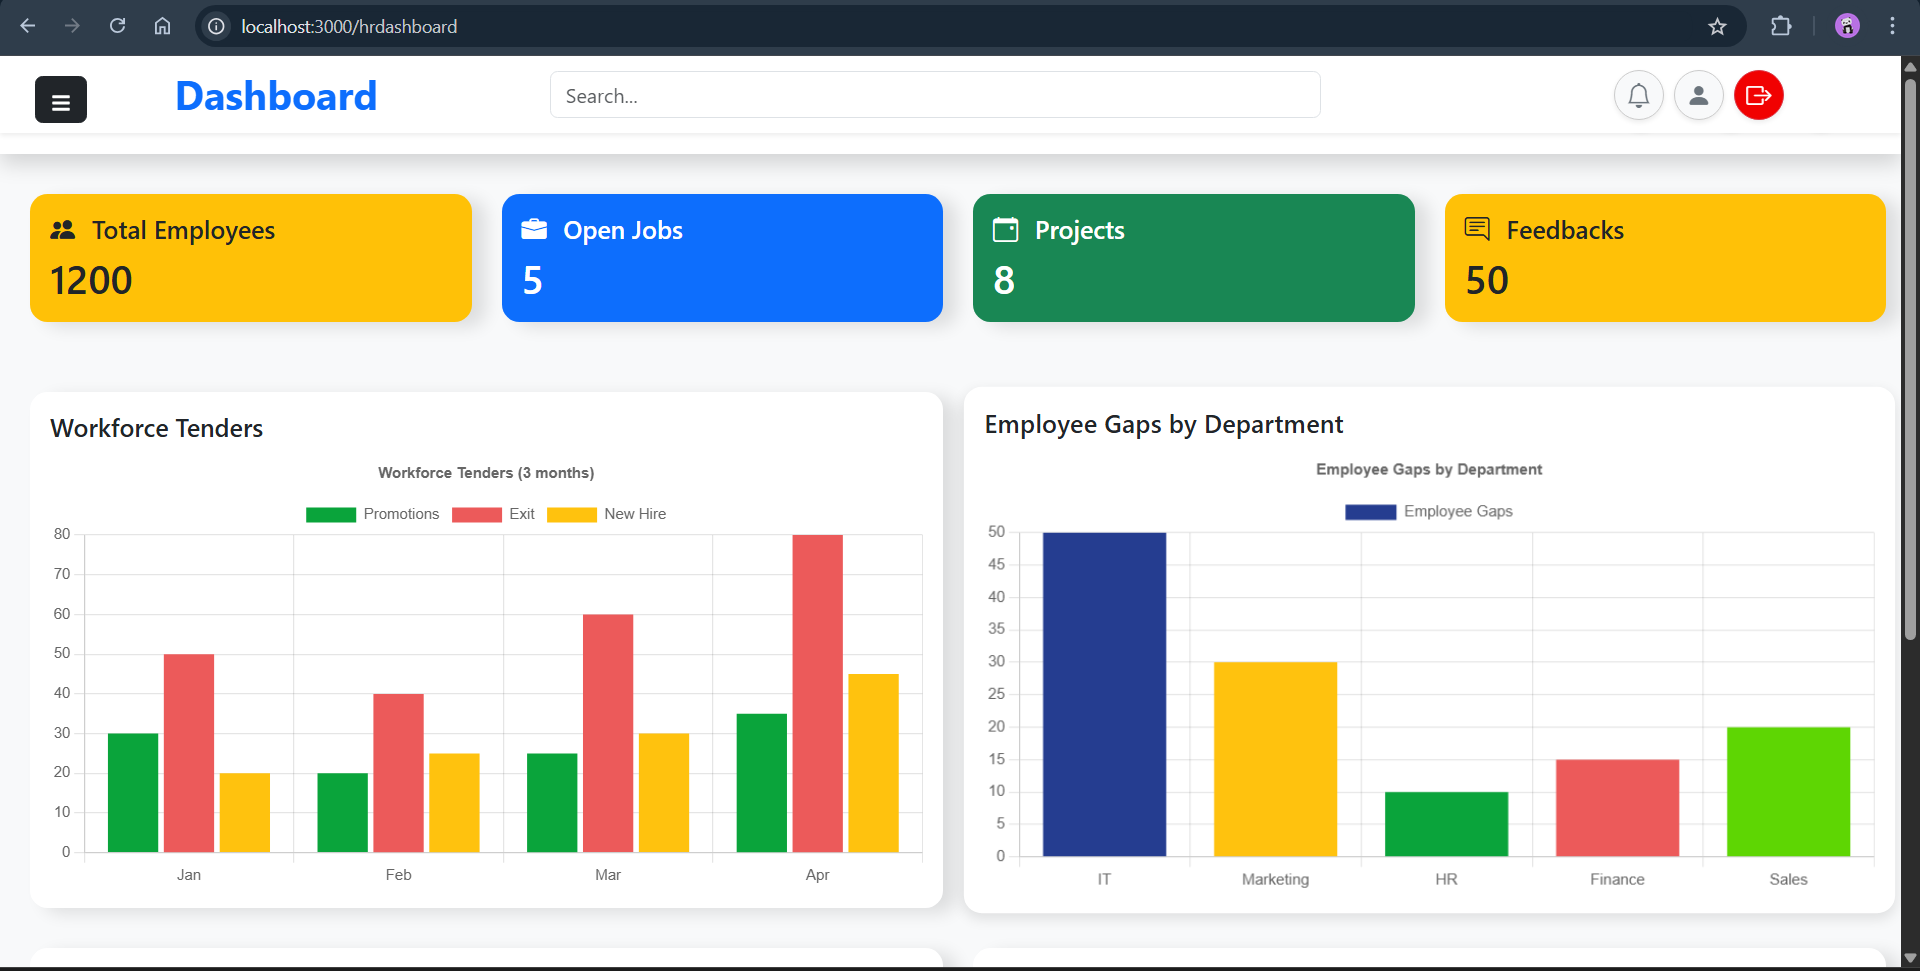 localhost:3000/hrdashboard
Dashboard
Search...
Total Employees
1200
Open Jobs
5
Projects
8
Feedbacks
50
Workforce Tenders
Workforce Tenders (3 months)
Promotions Exit New Hire
80
70
60
50
40
30
20
10
0
Jan Feb Mar Apr
Employee Gaps by Department
Employee Gaps by Department
Employee Gaps
50
45
40
35
30
25
20
15
10
5
0
IT Marketing HR Finance Sales